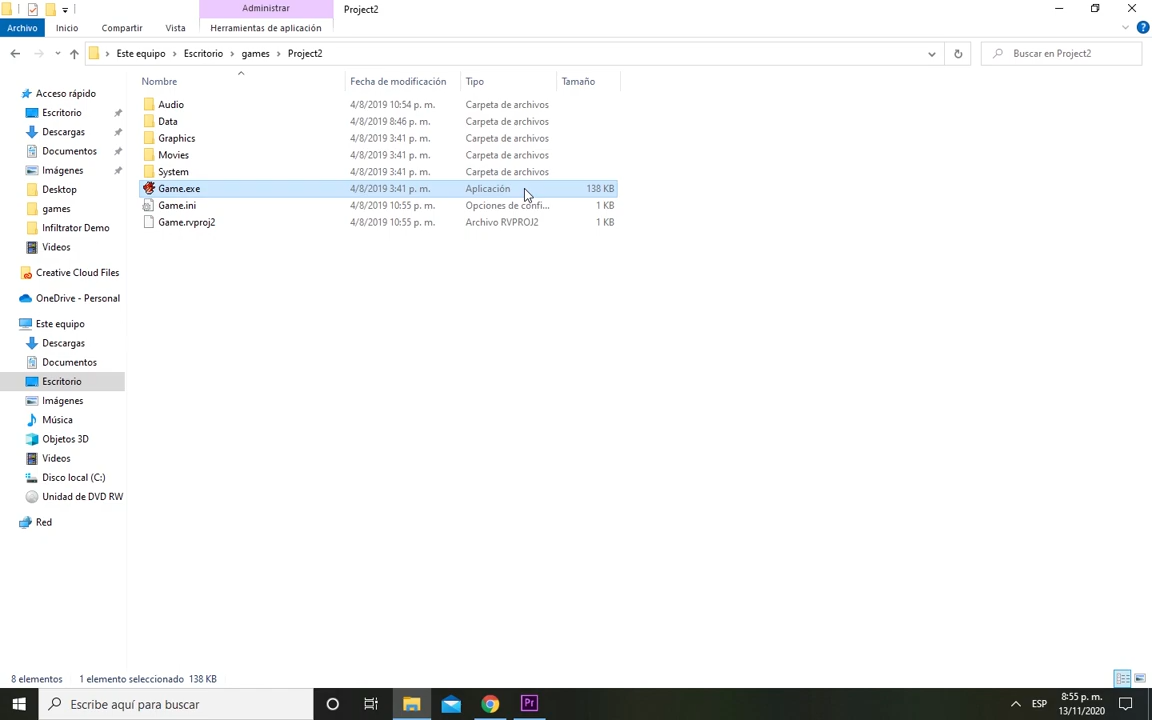 Administrar
Project2
Archivo
Inicio
Compartir
Vista
Herramientas de aplicación
Este equipo
Escritorio
games
Project2
Buscar en Project2
Nombre
Fecha de modificación
Tipo
Tamaño
Audio 4/8/2019 10:54 p. m. Carpeta de archivos
Data 4/8/2019 8:46 p. m. Carpeta de archivos
Graphics 4/8/2019 3:41 p. m. Carpeta de archivos
Movies 4/8/2019 3:41 p. m. Carpeta de archivos
System 4/8/2019 3:41 p. m. Carpeta de archivos
Game.exe 4/8/2019 3:41 p. m. Aplicación 138 KB
Game.ini 4/8/2019 10:55 p. m. Opciones de confi... 1 KB
Game.rvproj2 4/8/2019 10:55 p. m. Archivo RVPROJ2 1 KB
Acceso rápido
Escritorio
Descargas
Documentos
Imágenes
Desktop
games
Infiltrator Demo
Videos
Creative Cloud Files
OneDrive - Personal
Este equipo
Descargas
Documentos
Escritorio
Imágenes
Música
Objetos 3D
Videos
Disco local (C:)
Unidad de DVD RW
Red
8 elementos
1 elemento seleccionado 138 KB
Escribe aquí para buscar
Pr
ESP
8:55 p. m.
13/11/2020